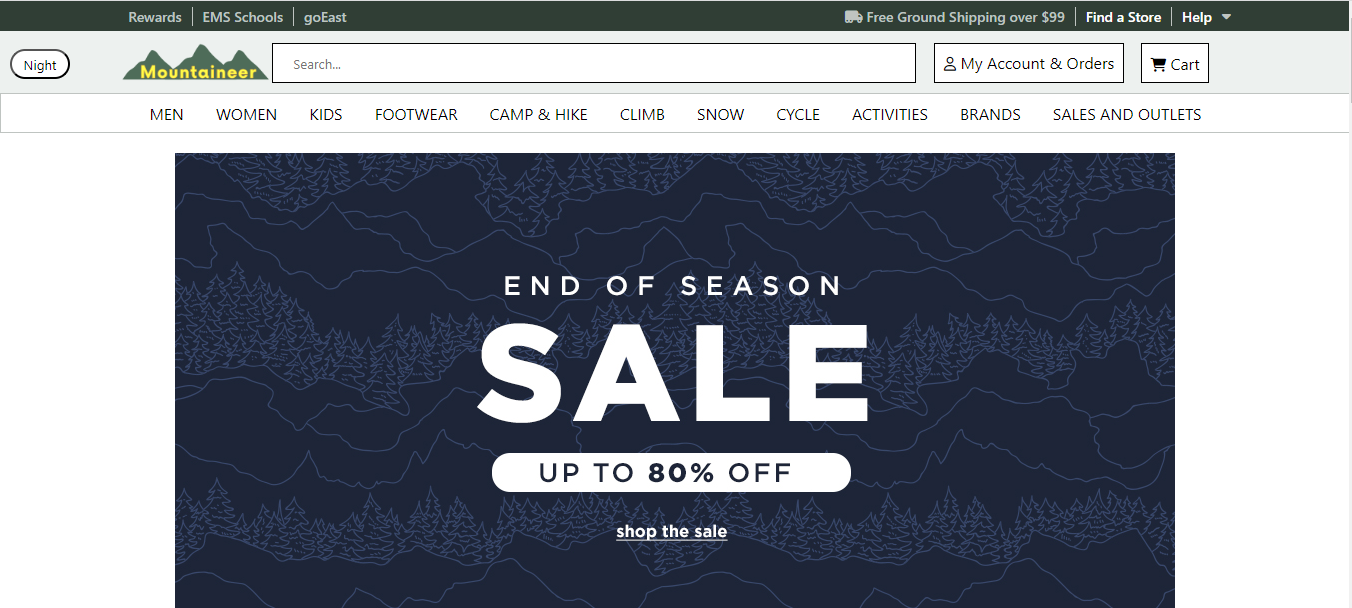 Rewards EMS Schools goEast Free Ground Shipping over $99 Find a Store Help
Night Mountaineer Search... My Account & Orders Cart
MEN WOMEN KIDS FOOTWEAR CAMP & HIKE CLIMB SNOW CYCLE ACTIVITIES BRANDS SALES AND OUTLETS
END OF SEASON
SALE
UP TO 80% OFF
shop the sale